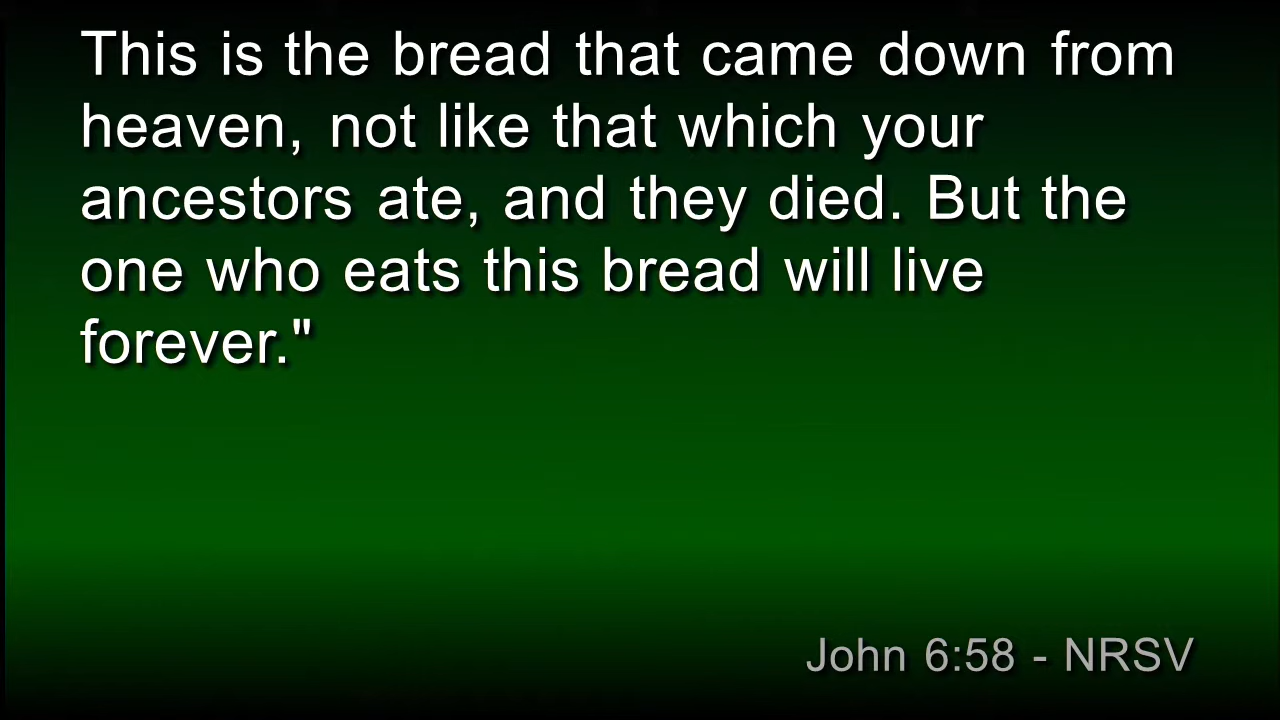 This is the bread that came down from
heaven, not like that which your
ancestors ate, and they died. But the
one who eats this bread will live
forever."
John 6:58 - NRSV